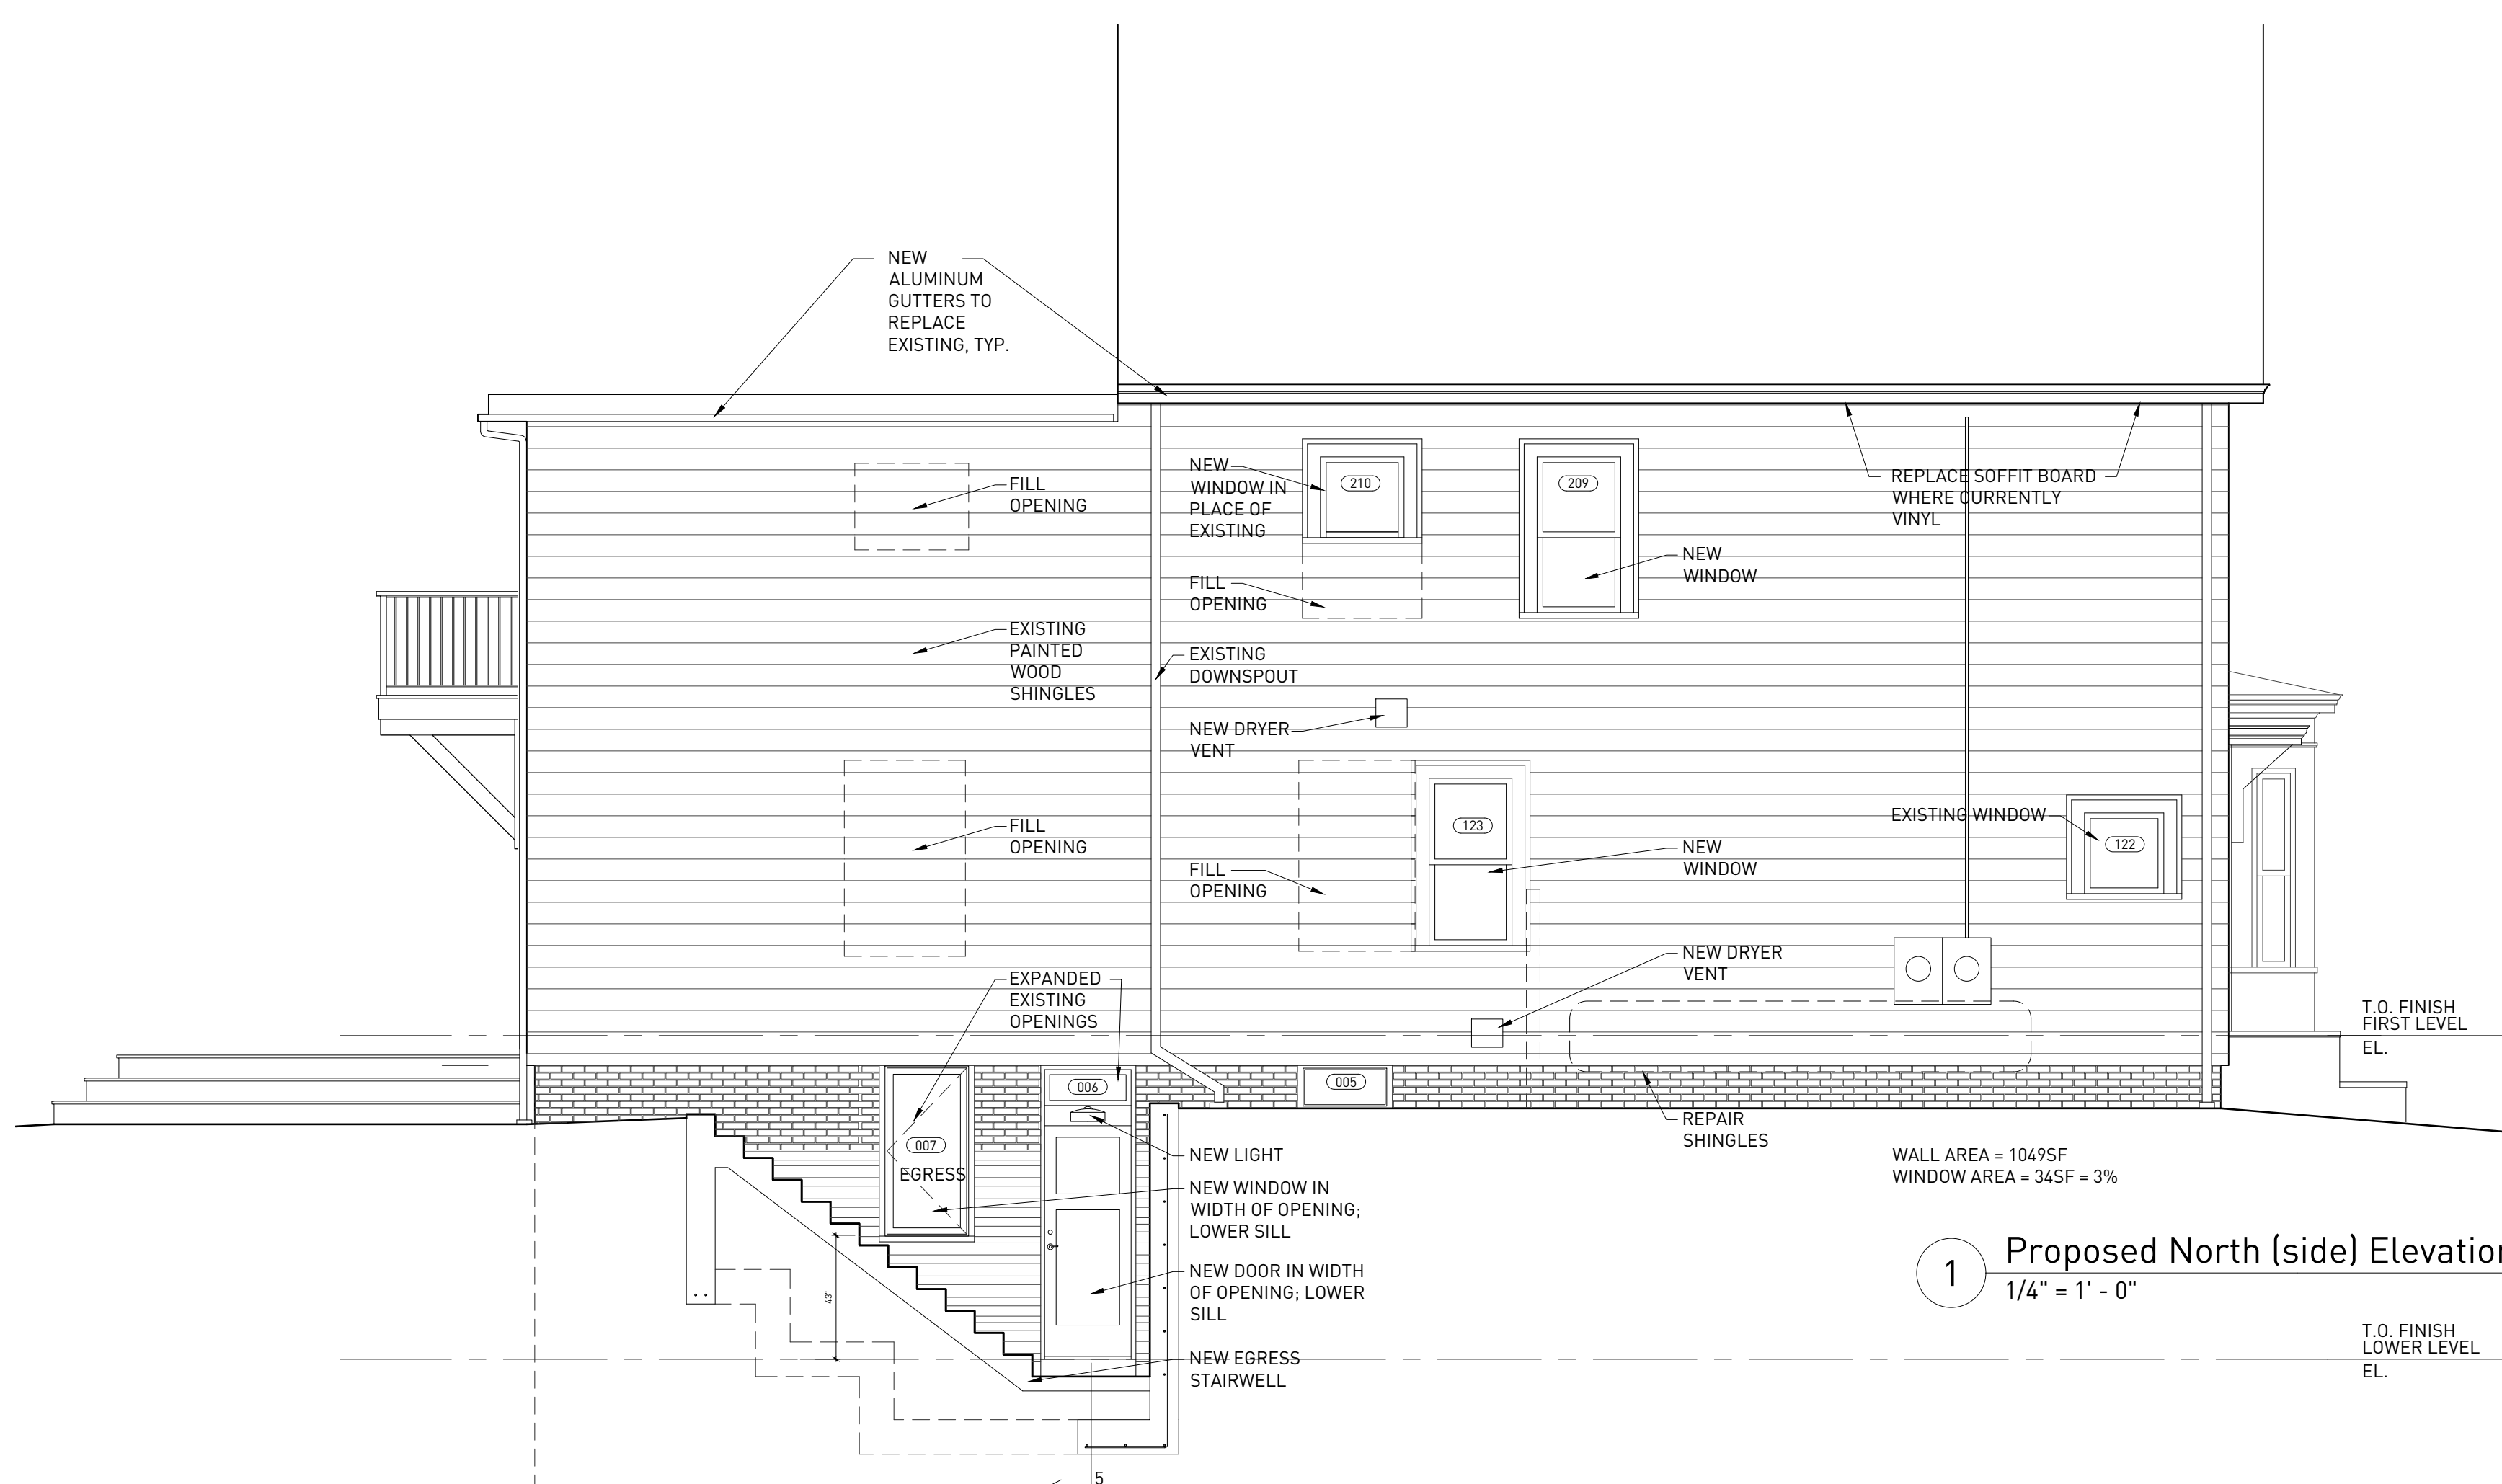 NEW
ALUMINUM
GUTTERS TO
REPLACE
EXISTING, TYP.
FILL
OPENING
NEW
WINDOW IN
PLACE OF
EXISTING
210
209
REPLACE SOFFIT BOARD
WHERE CURRENTLY
VINYL
NEW
WINDOW
FILL
OPENING
EXISTING
PAINTED
WOOD
SHINGLES
EXISTING
DOWNSPOUT
NEW DRYER
VENT
FILL
OPENING
123
EXISTING WINDOW
122
NEW
WINDOW
FILL
OPENING
NEW DRYER
VENT
EXPANDED
EXISTING
OPENINGS
T.O. FINISH
FIRST LEVEL
EL.
006
005
007
EGRESS
REPAIR
SHINGLES
NEW LIGHT
WALL AREA = 1049SF
WINDOW AREA = 34SF = 3%
NEW WINDOW IN
WIDTH OF OPENING;
LOWER SILL
NEW DOOR IN WIDTH
OF OPENING; LOWER
SILL
43"
1
Proposed North (side) Elevation
1/4" = 1' - 0"
T.O. FINISH
LOWER LEVEL
EL.
NEW EGRESS
STAIRWELL
5